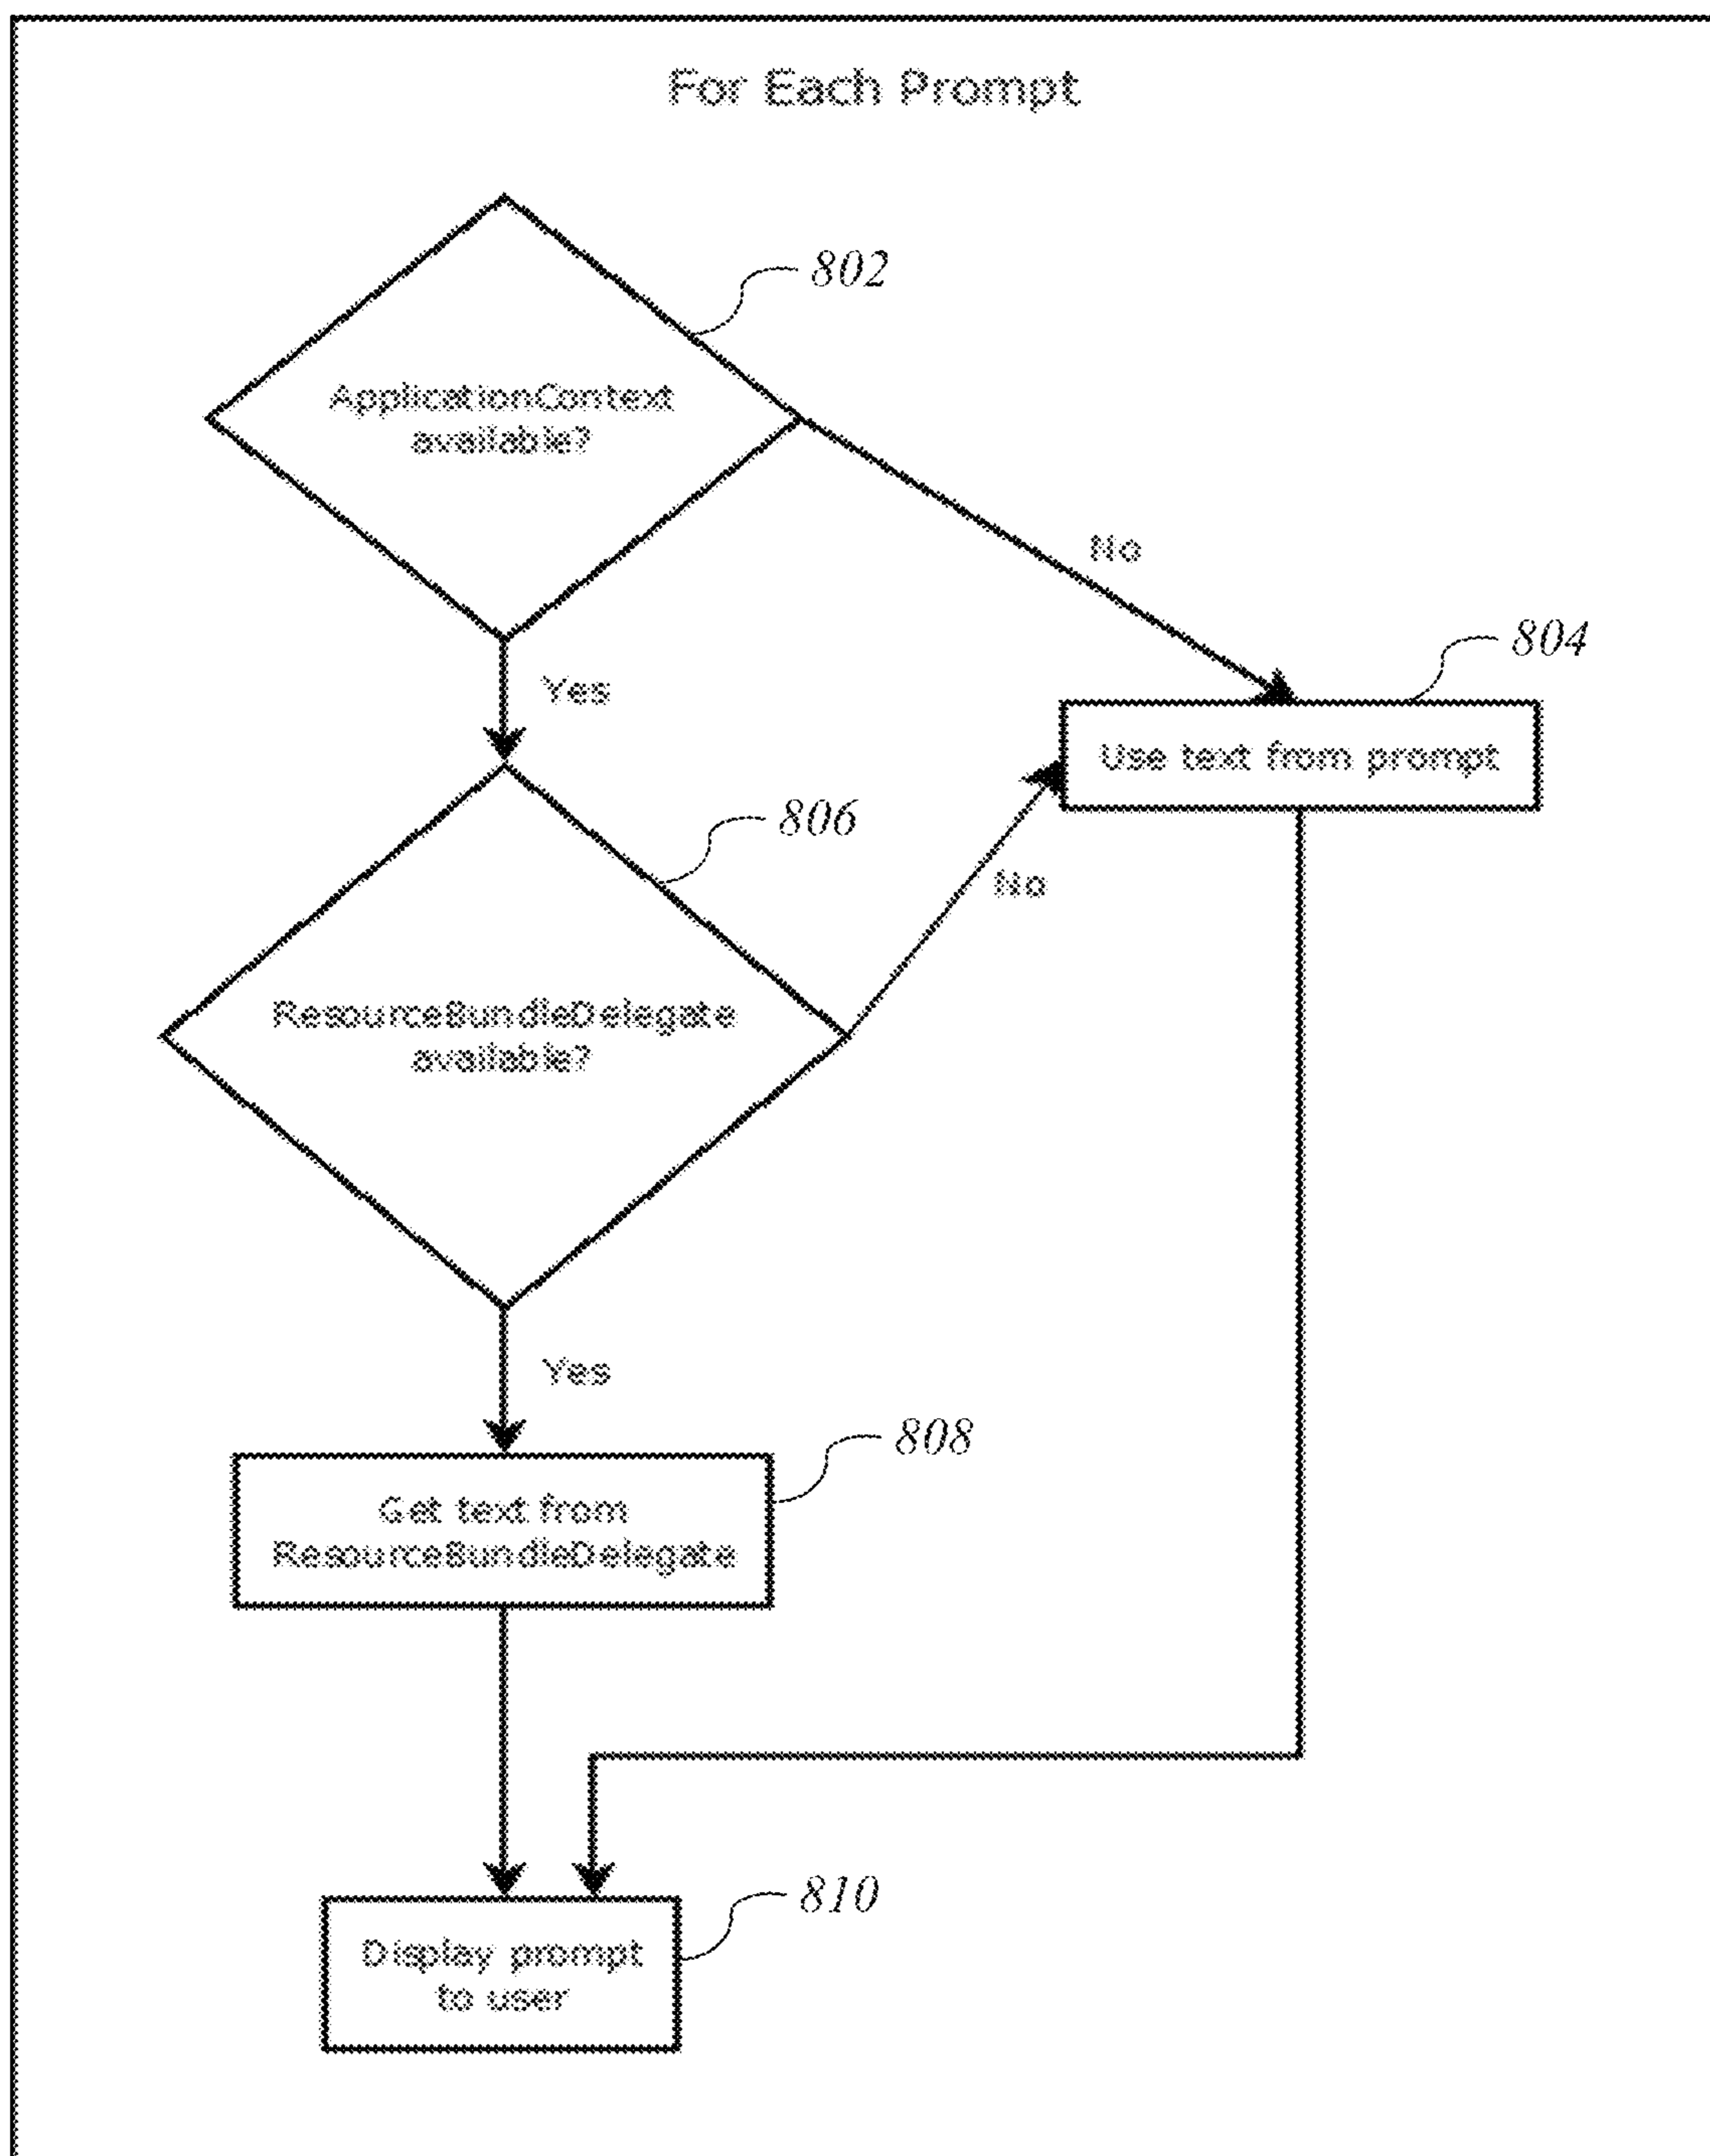 For Each Prompt
802
ApplicationContext
available?
No
804
Yes
Use text from prompt
806
No
ResourceBundleDelegate
available?
Yes
808
Get text from
ResourceBundleDelegate
810
Display prompt
to user